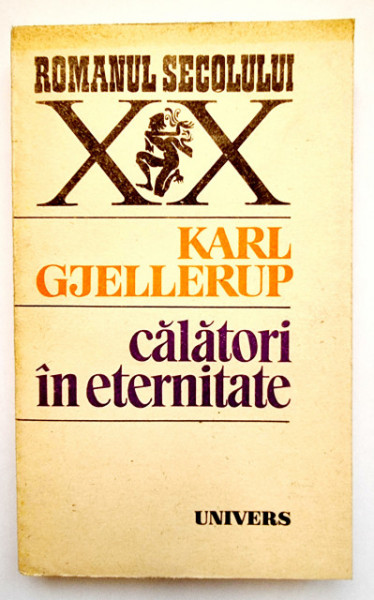 ROMANUL SECOLULUI
XX
KARL
GJELLERUP
călători
în eternitate
UNIVERS